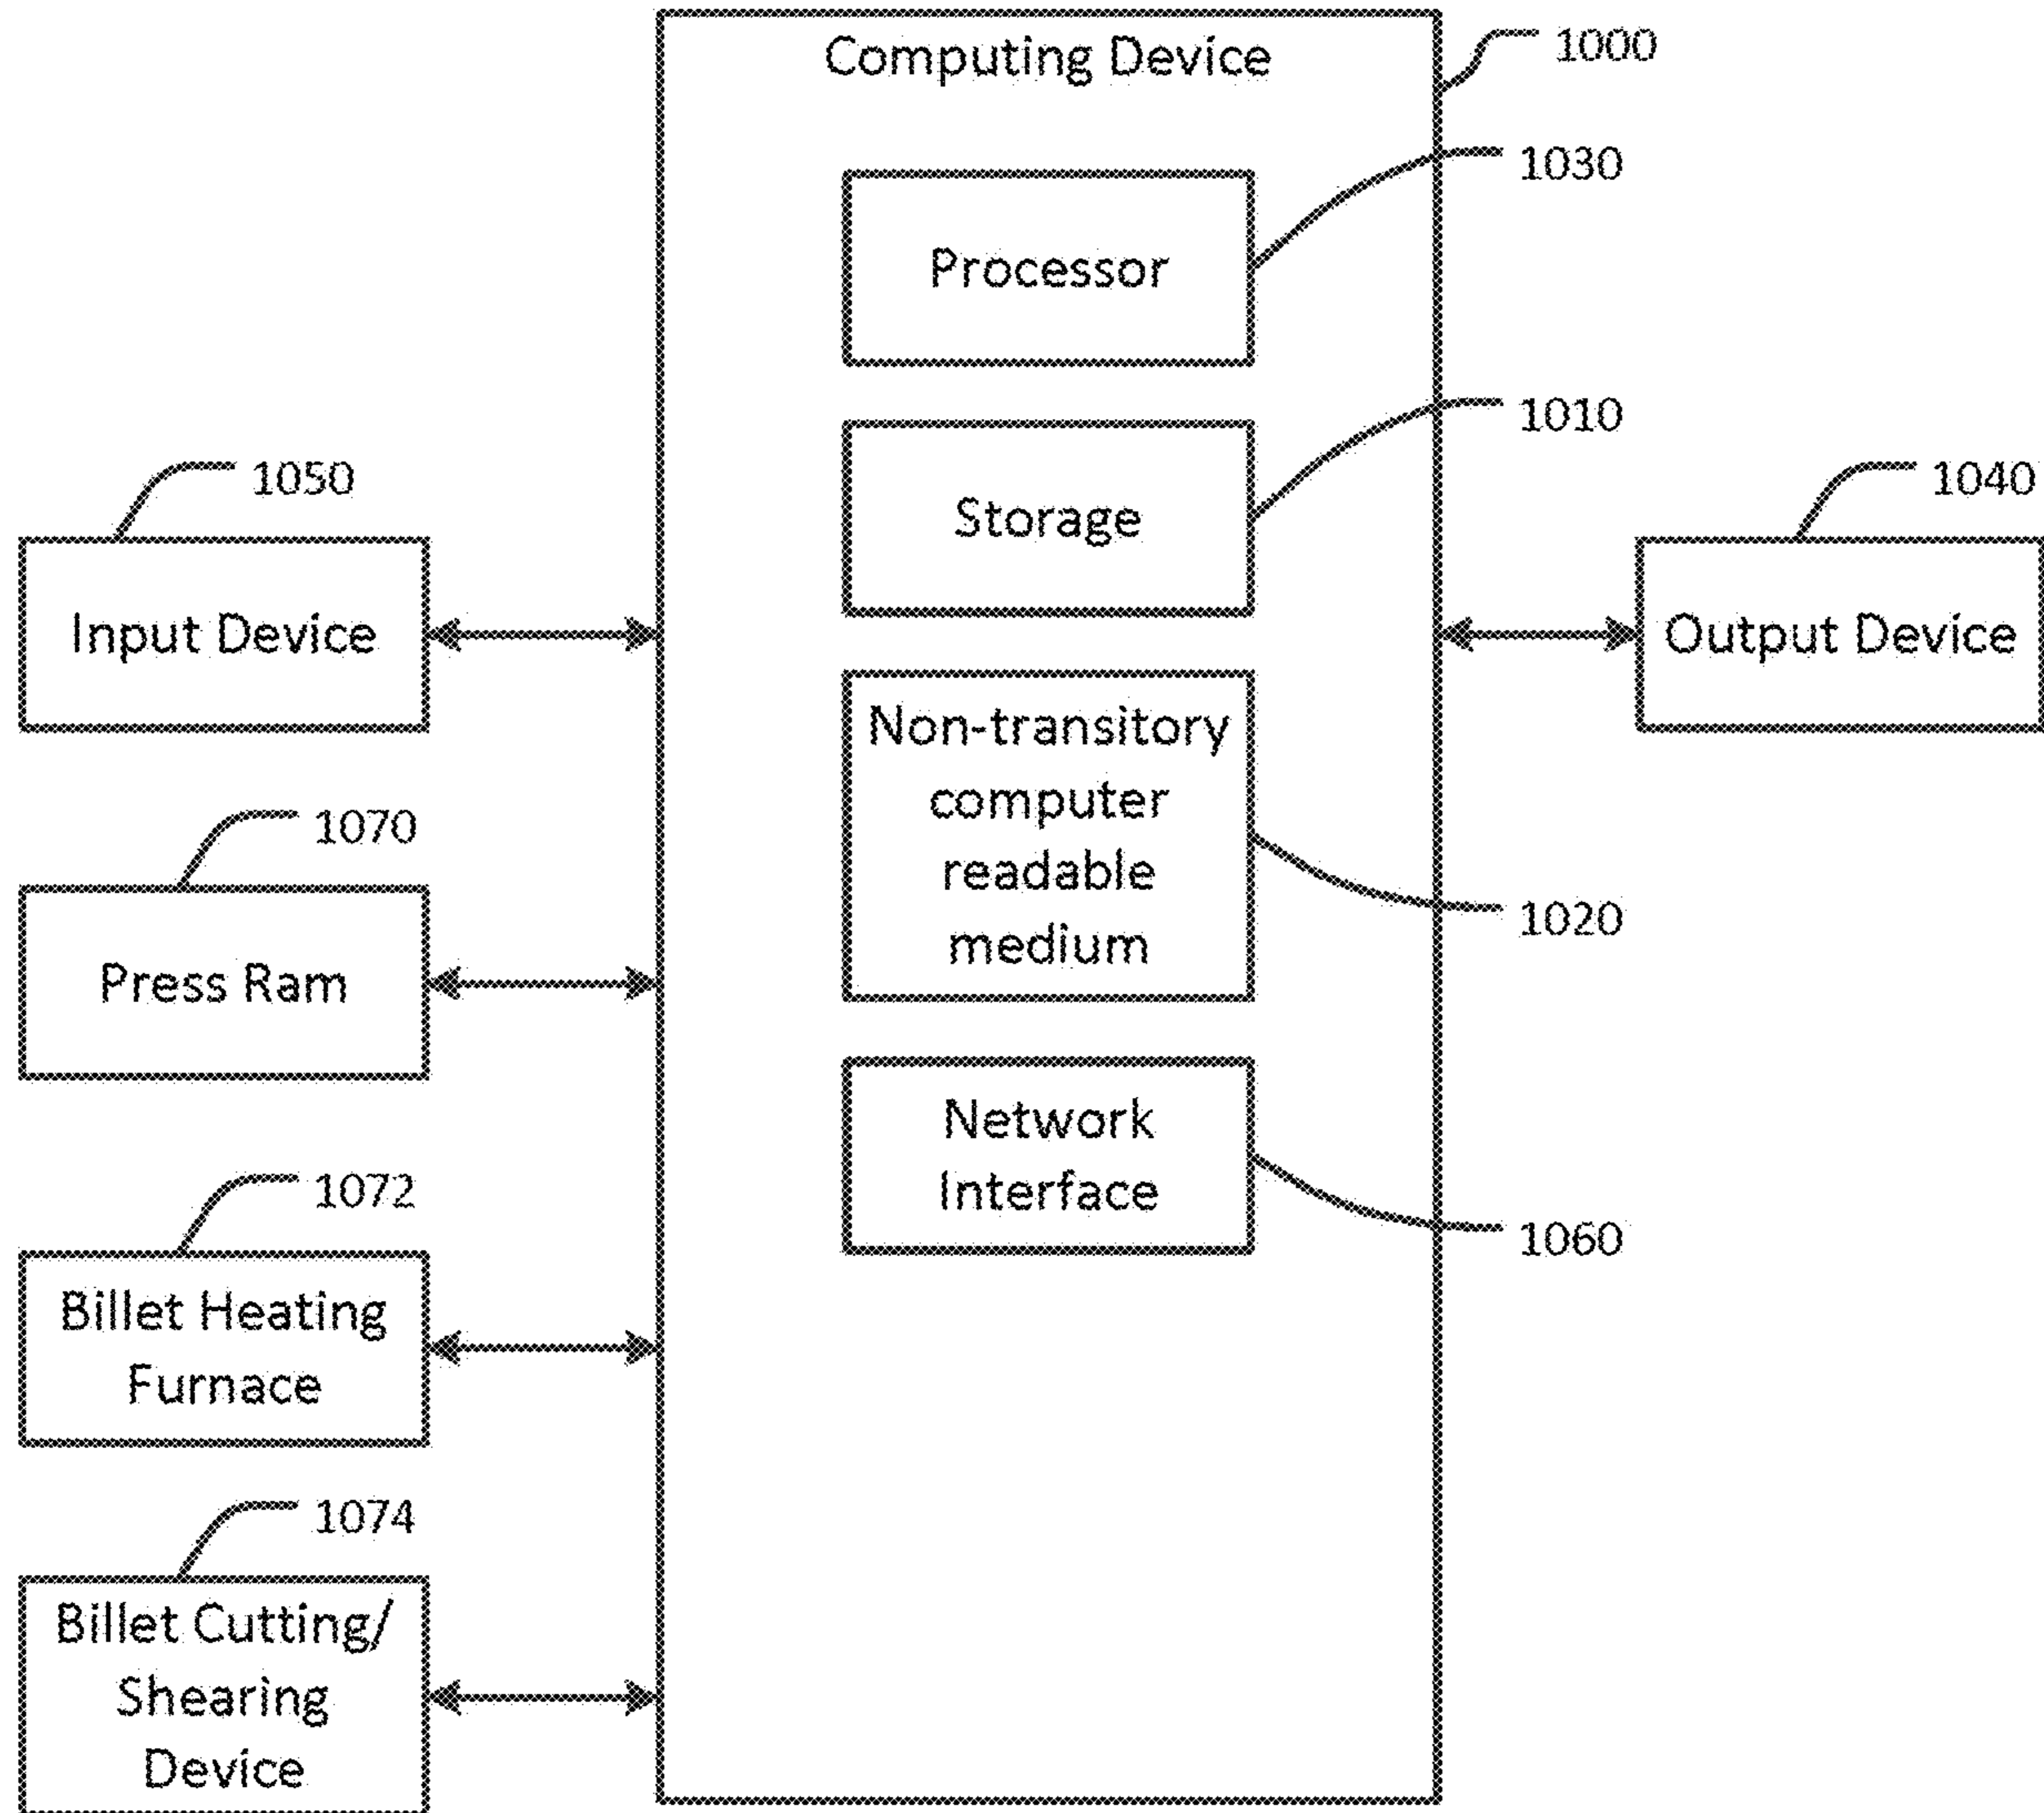 Computing Device
1000
Processor
1030
Storage
1010
1050
Input Device
1040
Output Device
Non-transitory
computer
readable
medium
1020
1070
Press Ram
Network
Interface
1060
1072
Billet Heating
Furnace
1074
Billet Cutting/
Shearing
Device